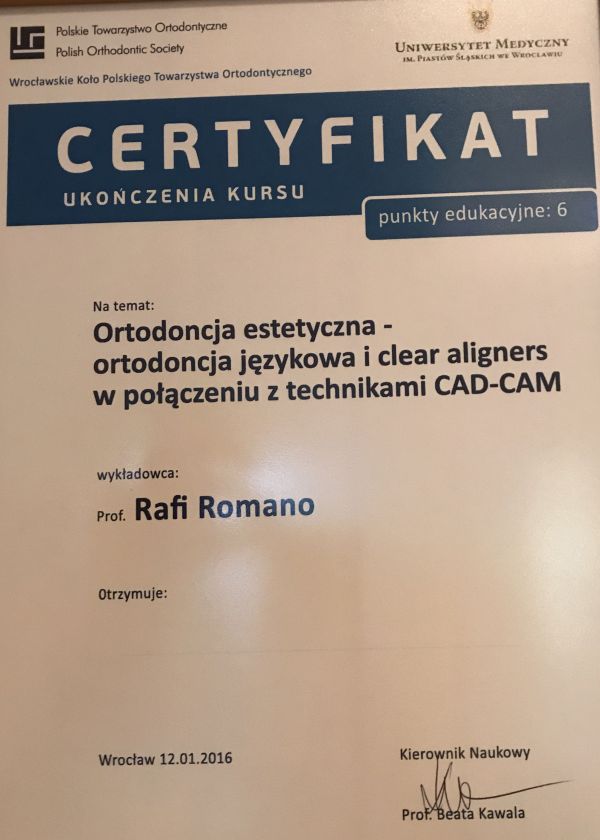 Polskie Towarzystwo Ortodontyczne
Polish Orthodontic Society
UNIWERSYTET MEDYCZNY
IM. PIASTÓW ŚLĄSKICH WE WROCŁAWIU
Wrocławskie Koło Polskiego Towarzystwa Ortodontycznego
CERTYFIKAT
UKOŃCZENIA KURSU
punkty edukacyjne: 6
Na temat:
Ortodoncja estetyczna -
ortodoncja językowa i clear aligners
w połączeniu z technikami CAD-CAM
wykładowca:
Prof. Rafi Romano
Otrzymuje:
Wrocław 12.01.2016
Kierownik Naukowy
Prof. Beata Kawala